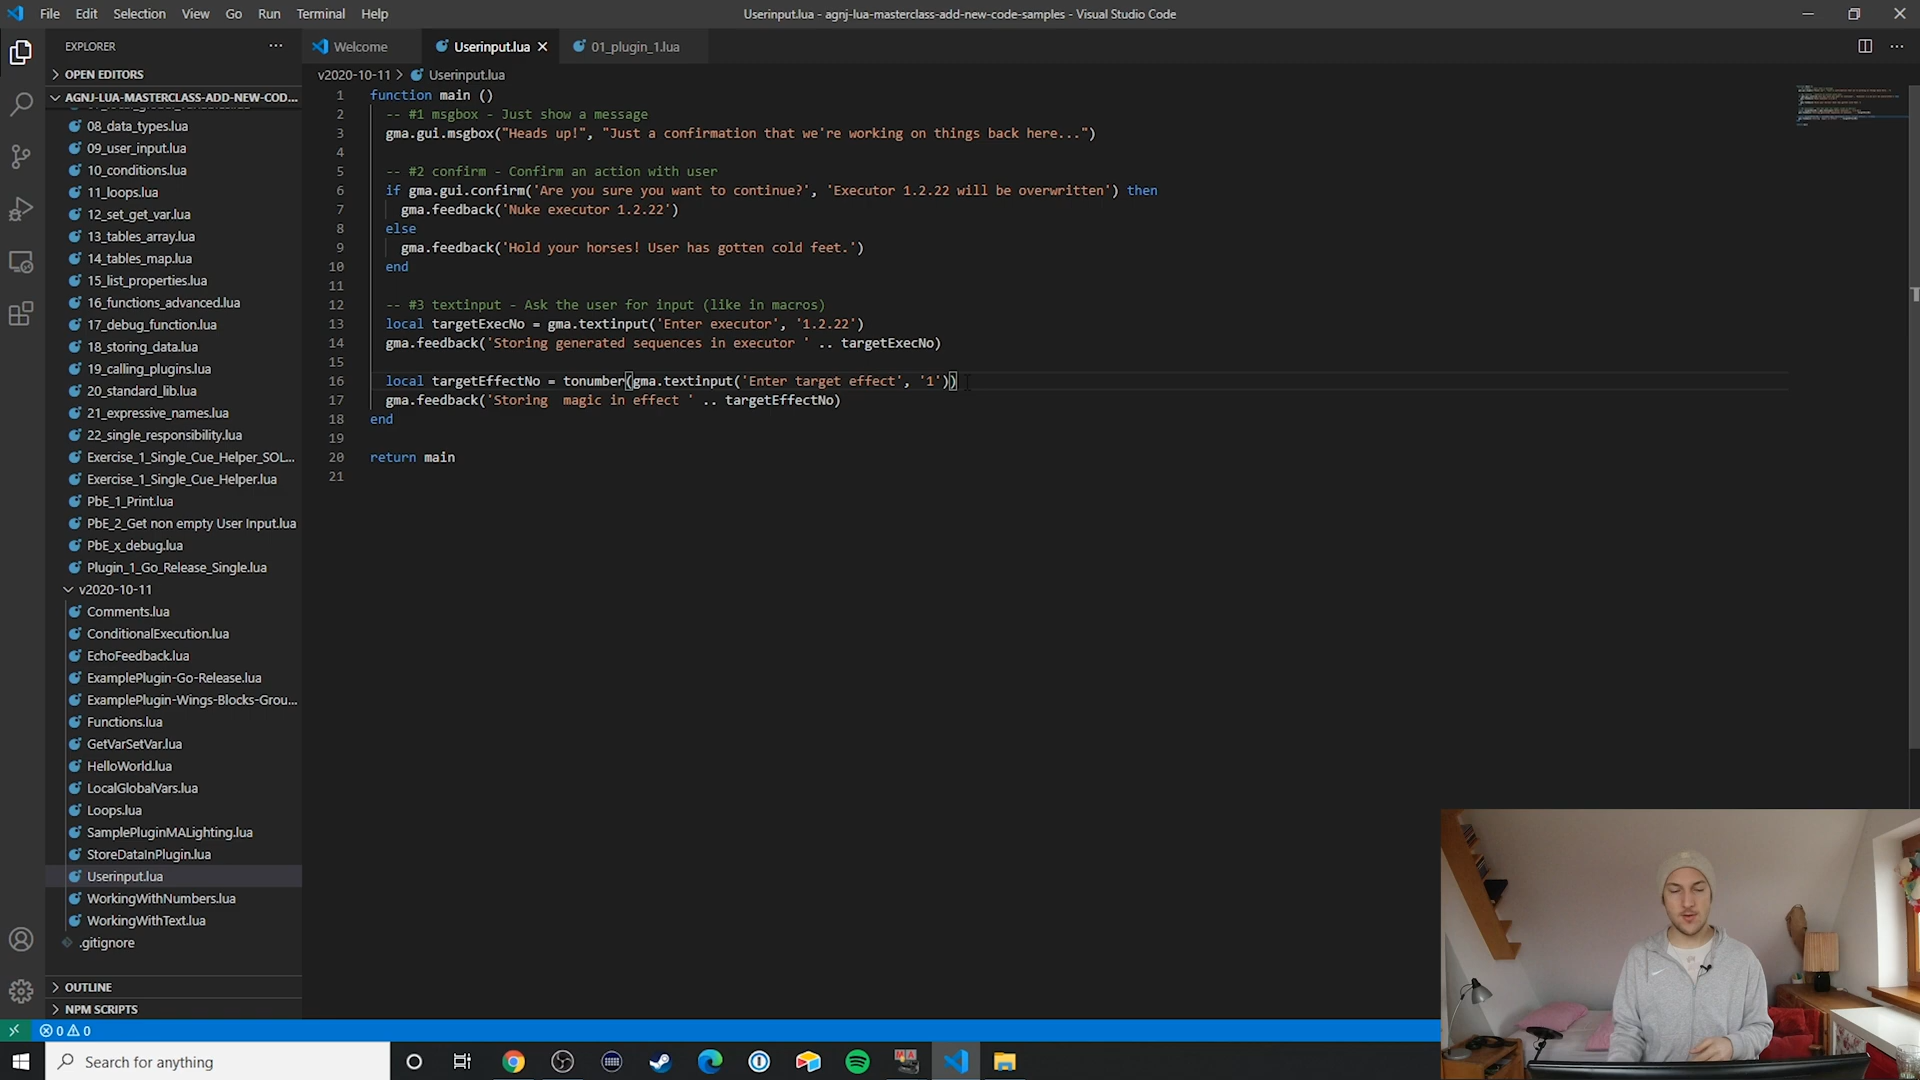 File Edit Selection View Go Run Terminal Help
Userinput.lua - agnj-lua-masterclass-add-new-code-samples - Visual Studio Code
EXPLORER
Welcome
Userinput.lua
01_plugin_1.lua
OPEN EDITORS
v2020-10-11 > Userinput.lua
AGNJ-LUA-MASTERCLASS-ADD-NEW-COD...
08_data_types.lua
09_user_input.lua
10_conditions.lua
11_loops.lua
12_set_get_var.lua
13_tables_array.lua
14_tables_map.lua
15_list_properties.lua
16_functions_advanced.lua
17_debug_function.lua
18_storing_data.lua
19_calling_plugins.lua
20_standard_lib.lua
21_expressive_names.lua
22_single_responsibility.lua
Exercise_1_Single_Cue_Helper_SOL...
Exercise_1_Single_Cue_Helper.lua
PbE_1_Print.lua
PbE_2_Get non empty User Input.lua
PbE_x_debug.lua
Plugin_1_Go_Release_Single.lua
v2020-10-11
Comments.lua
ConditionalExecution.lua
EchoFeedback.lua
ExamplePlugin-Go-Release.lua
ExamplePlugin-Wings-Blocks-Grou...
Functions.lua
GetVarSetVar.lua
HelloWorld.lua
LocalGlobalVars.lua
Loops.lua
SamplePluginMALighting.lua
StoreDataInPlugin.lua
Userinput.lua
WorkingWithNumbers.lua
WorkingWithText.lua
.gitignore
OUTLINE
NPM SCRIPTS
1 function main ()
2 -- #1 msgbox - Just show a message
3 gma.gui.msgbox("Heads up!", "Just a confirmation that we're working on things back here...")
4
5 -- #2 confirm - Confirm an action with user
6 if gma.gui.confirm('Are you sure you want to continue?', 'Executor 1.2.22 will be overwritten') then
7 gma.feedback('Nuke executor 1.2.22')
8 else
9 gma.feedback('Hold your horses! User has gotten cold feet.')
10 end
11
12 -- #3 textinput - Ask the user for input (like in macros)
13 local targetExecNo = gma.textinput('Enter executor', '1.2.22')
14 gma.feedback('Storing generated sequences in executor ' .. targetExecNo)
15
16 local targetEffectNo = tonumber(gma.textinput('Enter target effect', '1'))
17 gma.feedback('Storing  magic in effect ' .. targetEffectNo)
18 end
19
20 return main
21
0 0
Search for anything